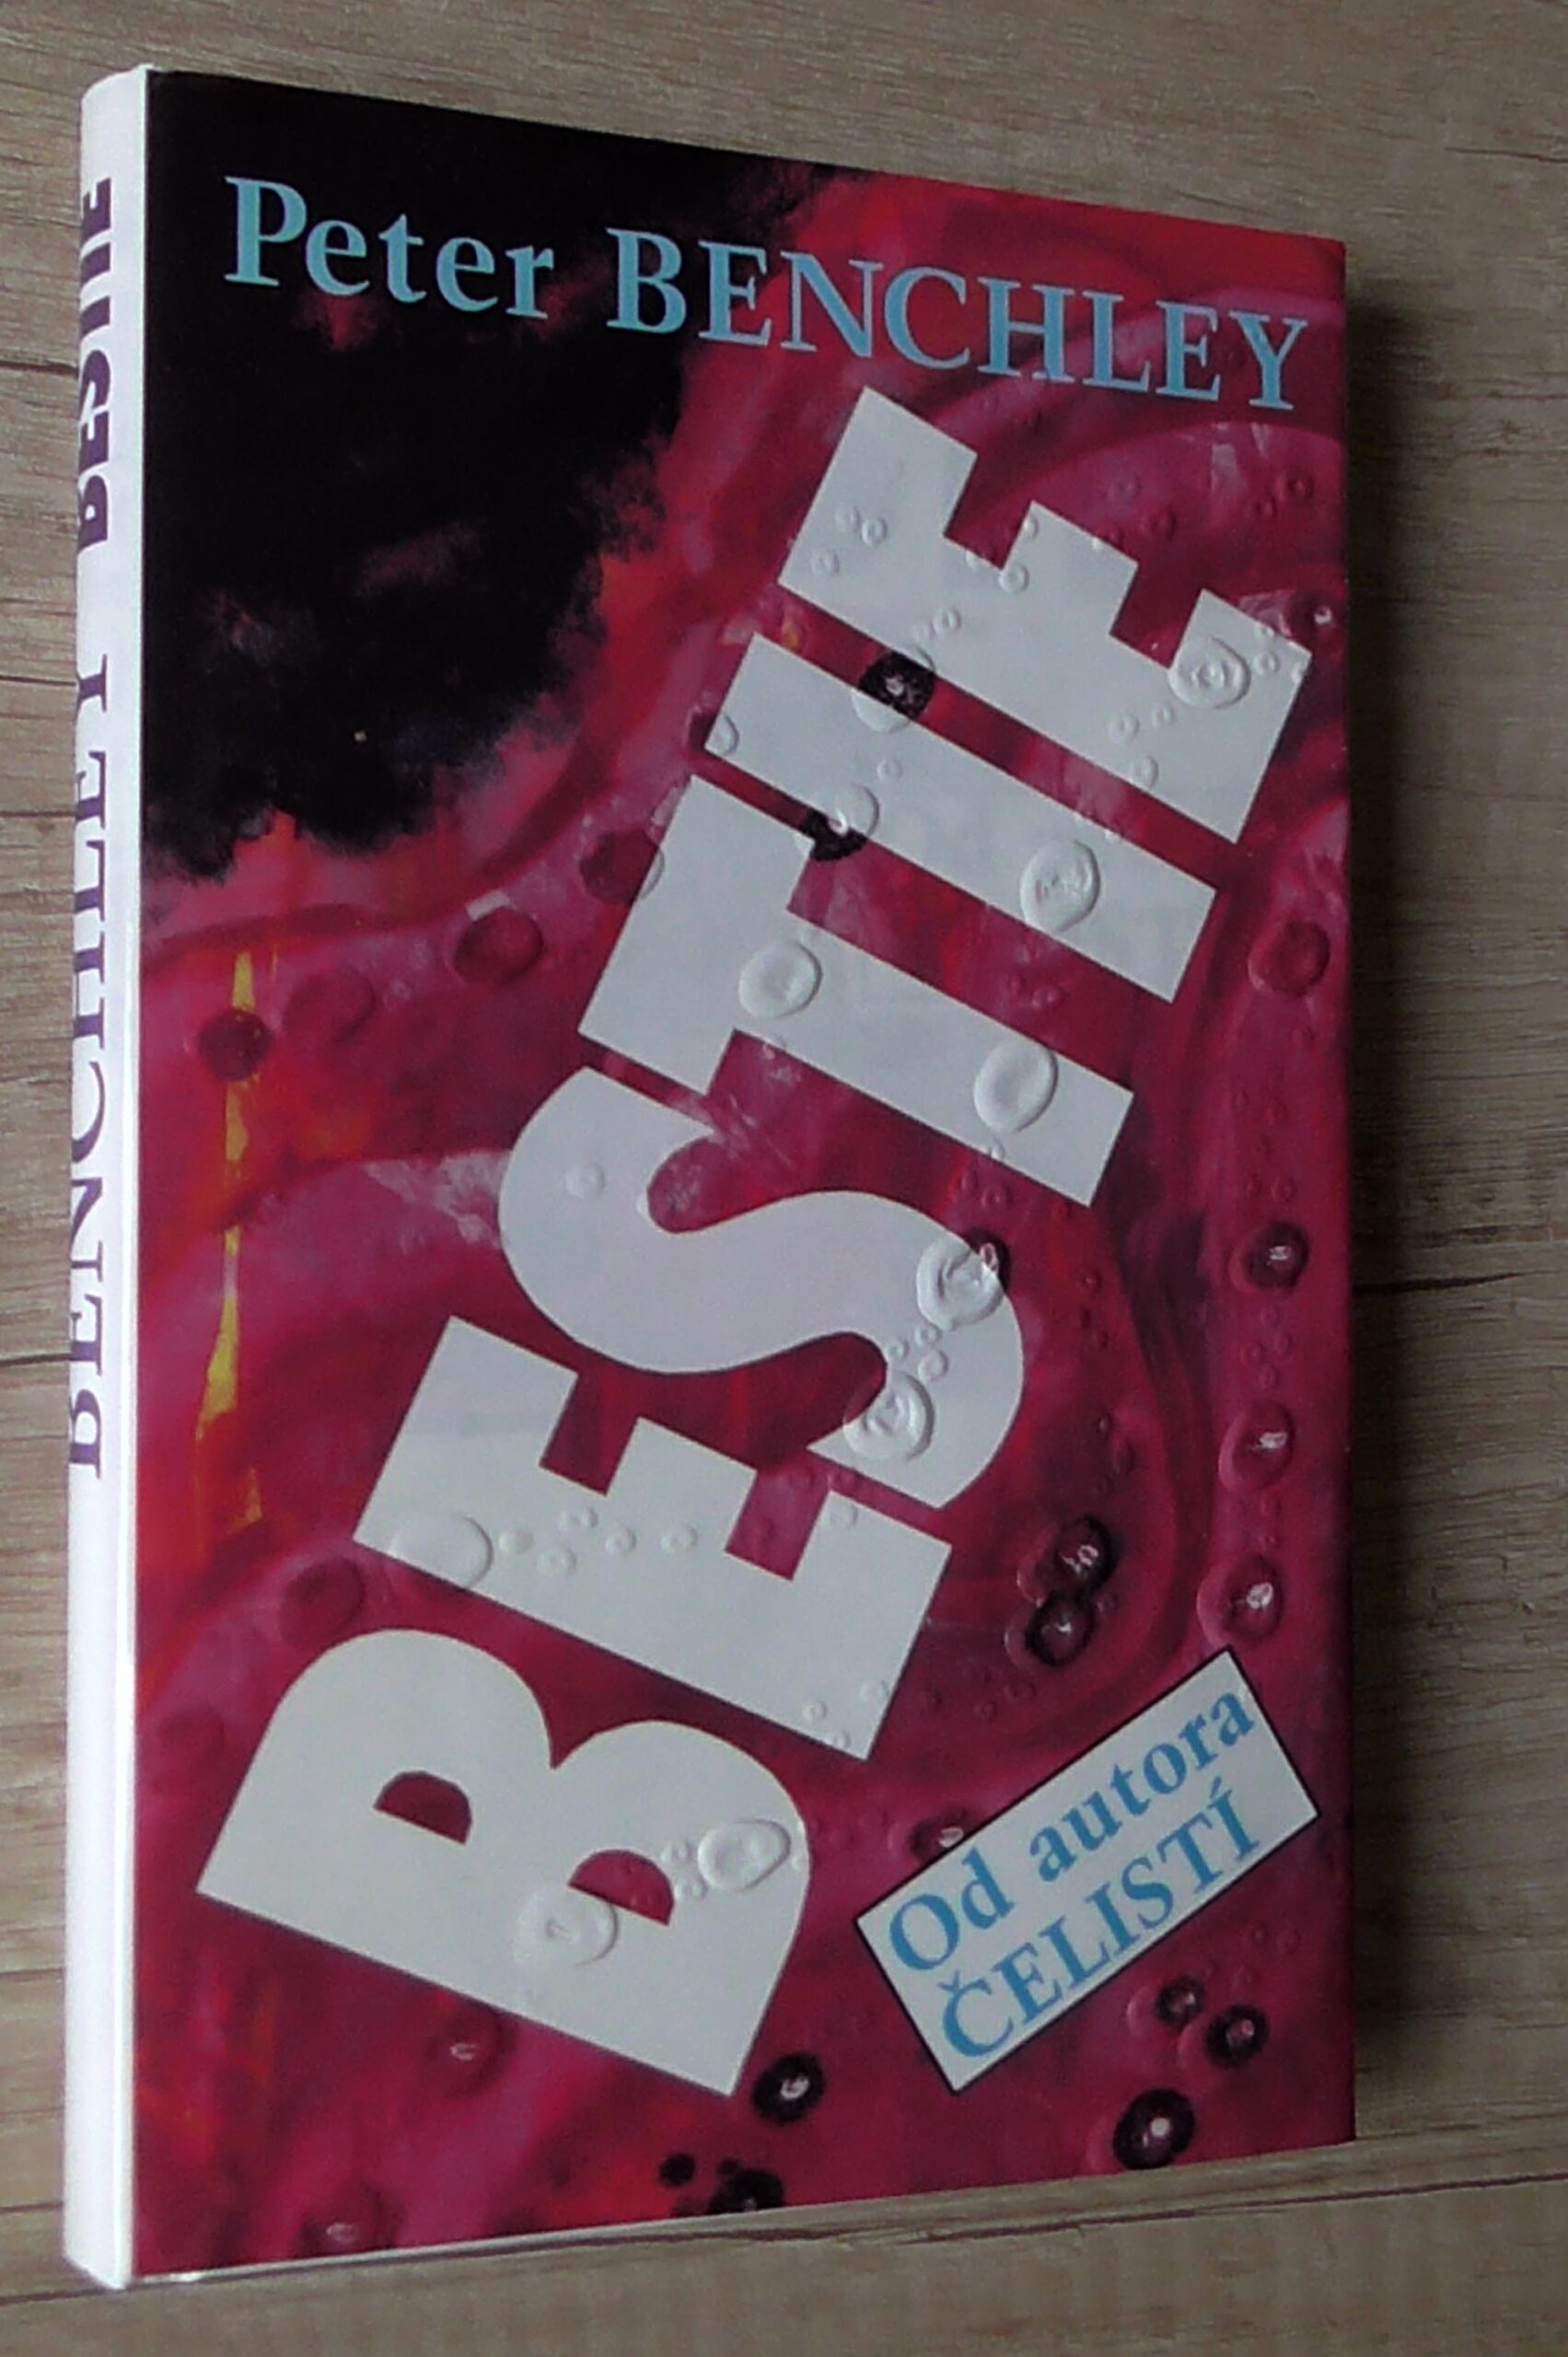 Peter BENCHLEY
BESTIE
Od autora
ČELISTÍ
BENCHLEY BESTIE